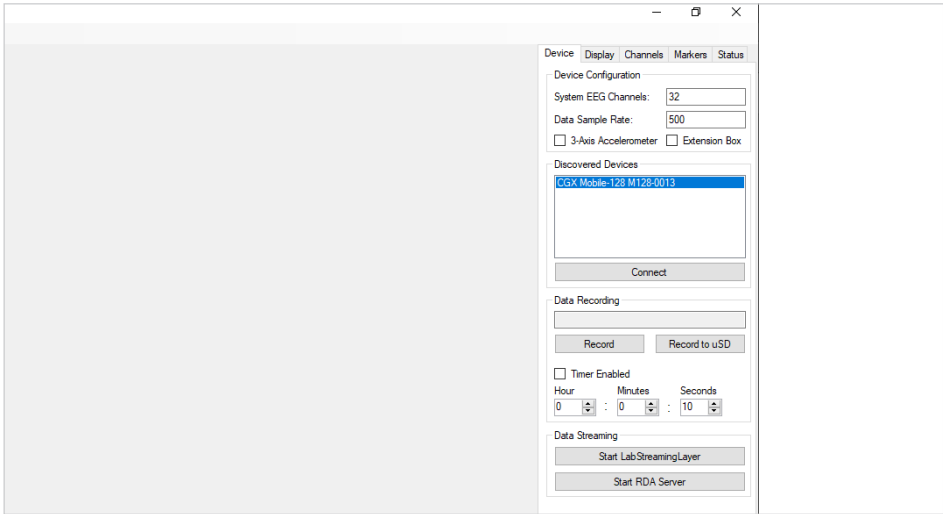 Device Display Channels Markers Status
Device Configuration
System EEG Channels: 32
Data Sample Rate: 500
3-Axis Accelerometer Extension Box
Discovered Devices
CGX Mobile-128 M128-0013
Connect
Data Recording
Record Record to uSD
Timer Enabled
Hour Minutes Seconds
0 : 0 : 10
Data Streaming
Start LabStreamingLayer
Start RDA Server